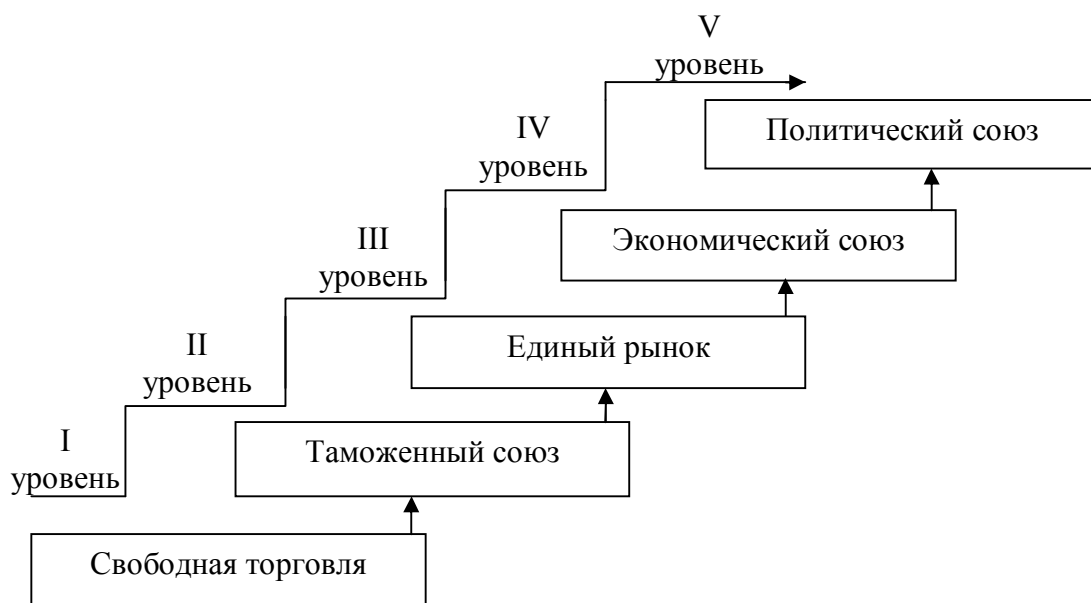 V
уровень
Политический союз
IV
уровень
Экономический союз
III
уровень
Единый рынок
II
уровень
Таможенный союз
I
уровень
Свободная торговля